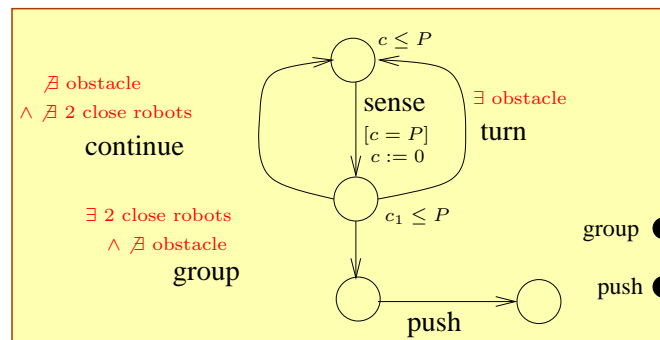 c ≤ P
∄ obstacle
∧ ∄ 2 close robots
continue
sense
[c = P]
c := 0
∃ obstacle
turn
c₁ ≤ P
∃ 2 close robots
∧ ∄ obstacle
group
push
group
push